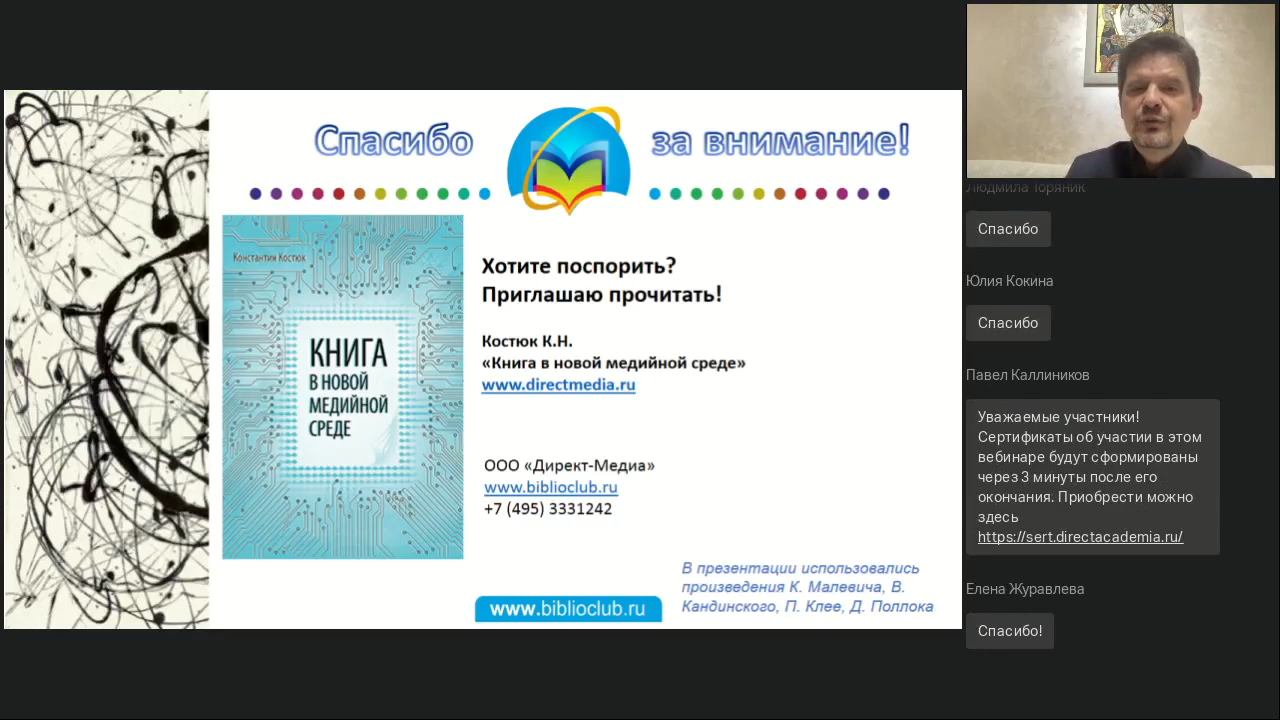 Спасибо за внимание!
Константин Костюк
КНИГА
В НОВОЙ
МЕДИЙНОЙ
СРЕДЕ
Хотите поспорить?
Приглашаю прочитать!
Костюк К.Н.
«Книга в новой медийной среде»
www.directmedia.ru
ООО «Директ-Медиа»
www.biblioclub.ru
+7 (495) 3331242
В презентации использовались
произведения К. Малевича, В.
Кандинского, П. Клее, Д. Поллока
www.biblioclub.ru
Людмила Торяник
Спасибо
Юлия Кокина
Спасибо
Павел Каллиников
Уважаемые участники!
Сертификаты об участии в этом
вебинаре будут сформированы
через 3 минуты после его
окончания. Приобрести можно
здесь
https://sert.directacademia.ru/
Елена Журавлева
Спасибо!